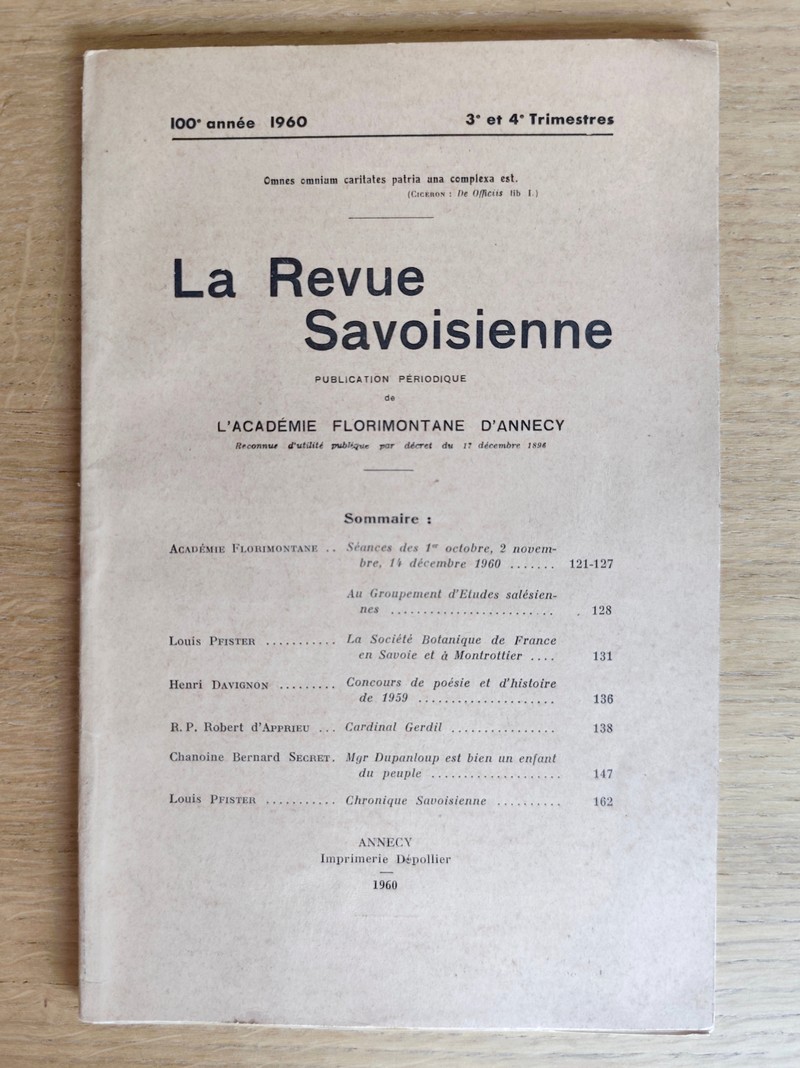 100e année 1960 3e et 4e Trimestres
Omnes omnium caritates patria una complexa est.
(CICÉRON : De Officiis lib I.)
La Revue
Savoisienne
PUBLICATION PÉRIODIQUE
de
L'ACADÉMIE FLORIMONTANE D'ANNECY
Reconnue d'utilité publique par décret du 17 décembre 1896
Sommaire :
ACADÉMIE FLORIMONTANE .. Séances des 1er octobre, 2 novem-
bre, 14 décembre 1960 ....... 121-127
Au Groupement d'Etudes salésien-
nes ......................... 128
Louis PFISTER ........... La Société Botanique de France
en Savoie et à Montrottier .... 131
Henri DAVIGNON ......... Concours de poésie et d'histoire
de 1959 ..................... 136
R. P. Robert d'APPRIEU ... Cardinal Gerdil ................ 138
Chanoine Bernard SECRET. Mgr Dupanloup est bien un enfant
du peuple .................... 147
Louis PFISTER ........... Chronique Savoisienne .......... 162
ANNECY
Imprimerie Dépollier
1960